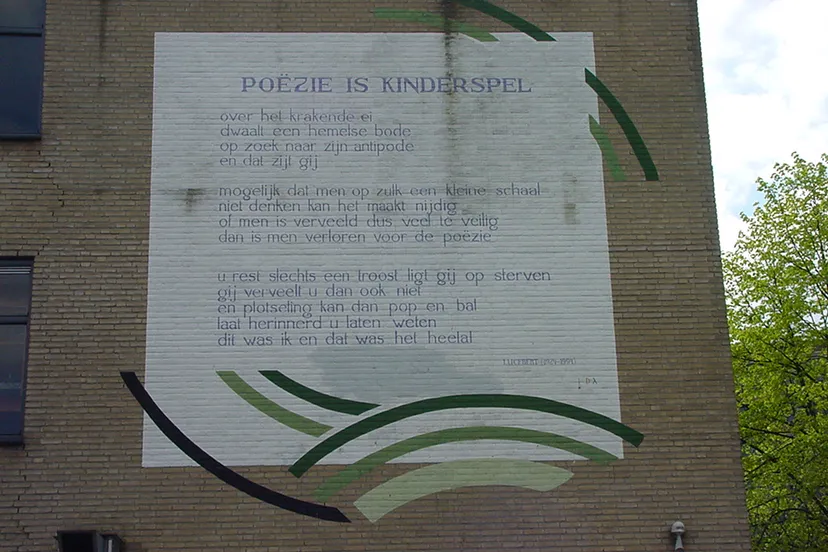 POËZIE IS KINDERSPEL
over het krakende ei
dwaalt een hemelse bode
op zoek naar zijn antipode
en dat zijt gij
mogelijk dat men op zulk een kleine schaal
niet denken kan het maakt nijdig
of men is verveeld dus veel te veilig
dan is men verloren voor de poëzie
u rest slechts een troost ligt gij op sterven
gij verveelt u dan ook niet
en plotseling kan dan pop en bal
laat herinnerd u laten weten
dit was ik en dat was het heelal
LUCEBERT (1924-1994)